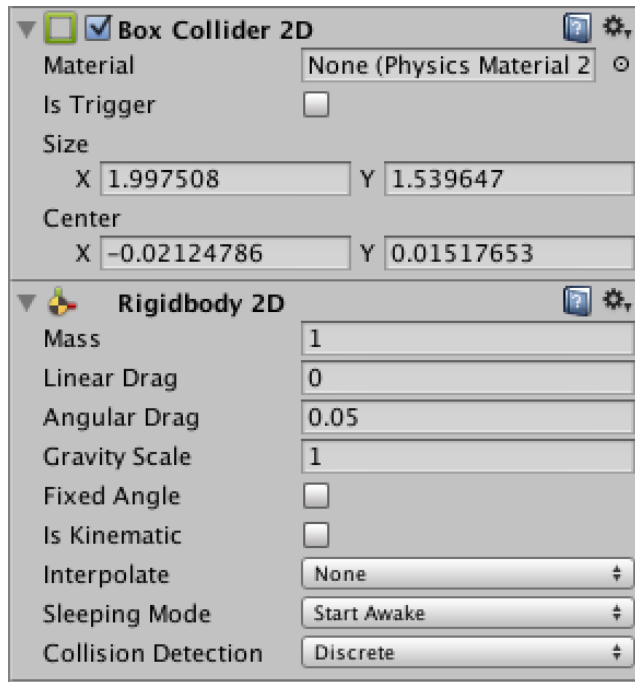 Box Collider 2D
Material None (Physics Material 2
Is Trigger
Size
X 1.997508 Y 1.539647
Center
X -0.02124786 Y 0.01517653
Rigidbody 2D
Mass 1
Linear Drag 0
Angular Drag 0.05
Gravity Scale 1
Fixed Angle
Is Kinematic
Interpolate None
Sleeping Mode Start Awake
Collision Detection Discrete